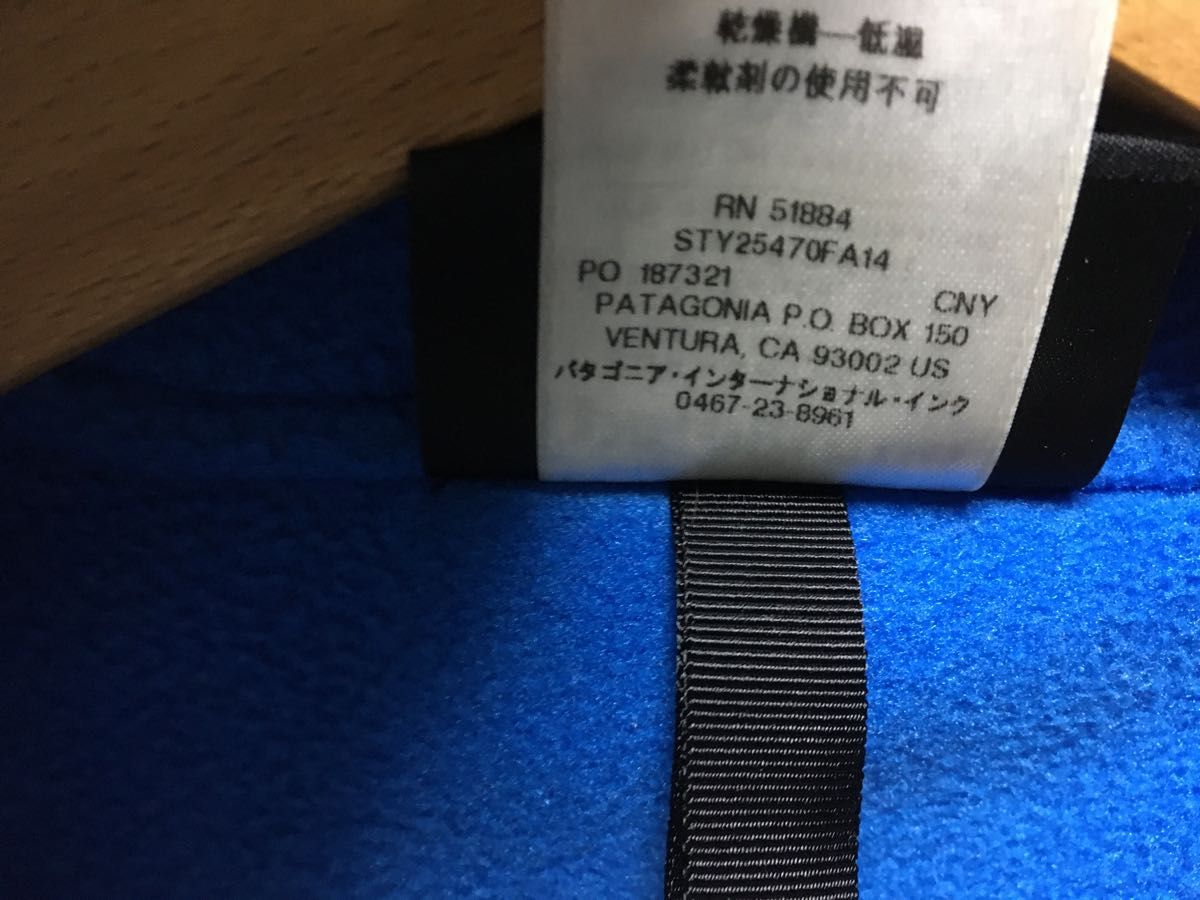 乾燥機—低温
柔軟剤の使用不可
RN 51884
STY25470FA14
PO 187321 CNY
PATAGONIA P.O. BOX 150
VENTURA, CA 93002 US
パタゴニア・インターナショナル・インク
0467-23-8961